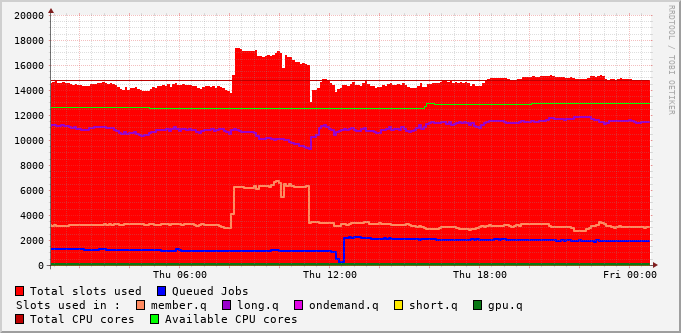 20000
18000
16000
14000
12000
10000
8000
6000
4000
2000
0
Thu 06:00 Thu 12:00 Thu 18:00 Fri 00:00
RRDTOOL / TOBI OETIKER
Total slots used Queued Jobs
Slots used in : member.q long.q ondemand.q short.q gpu.q
Total CPU cores Available CPU cores